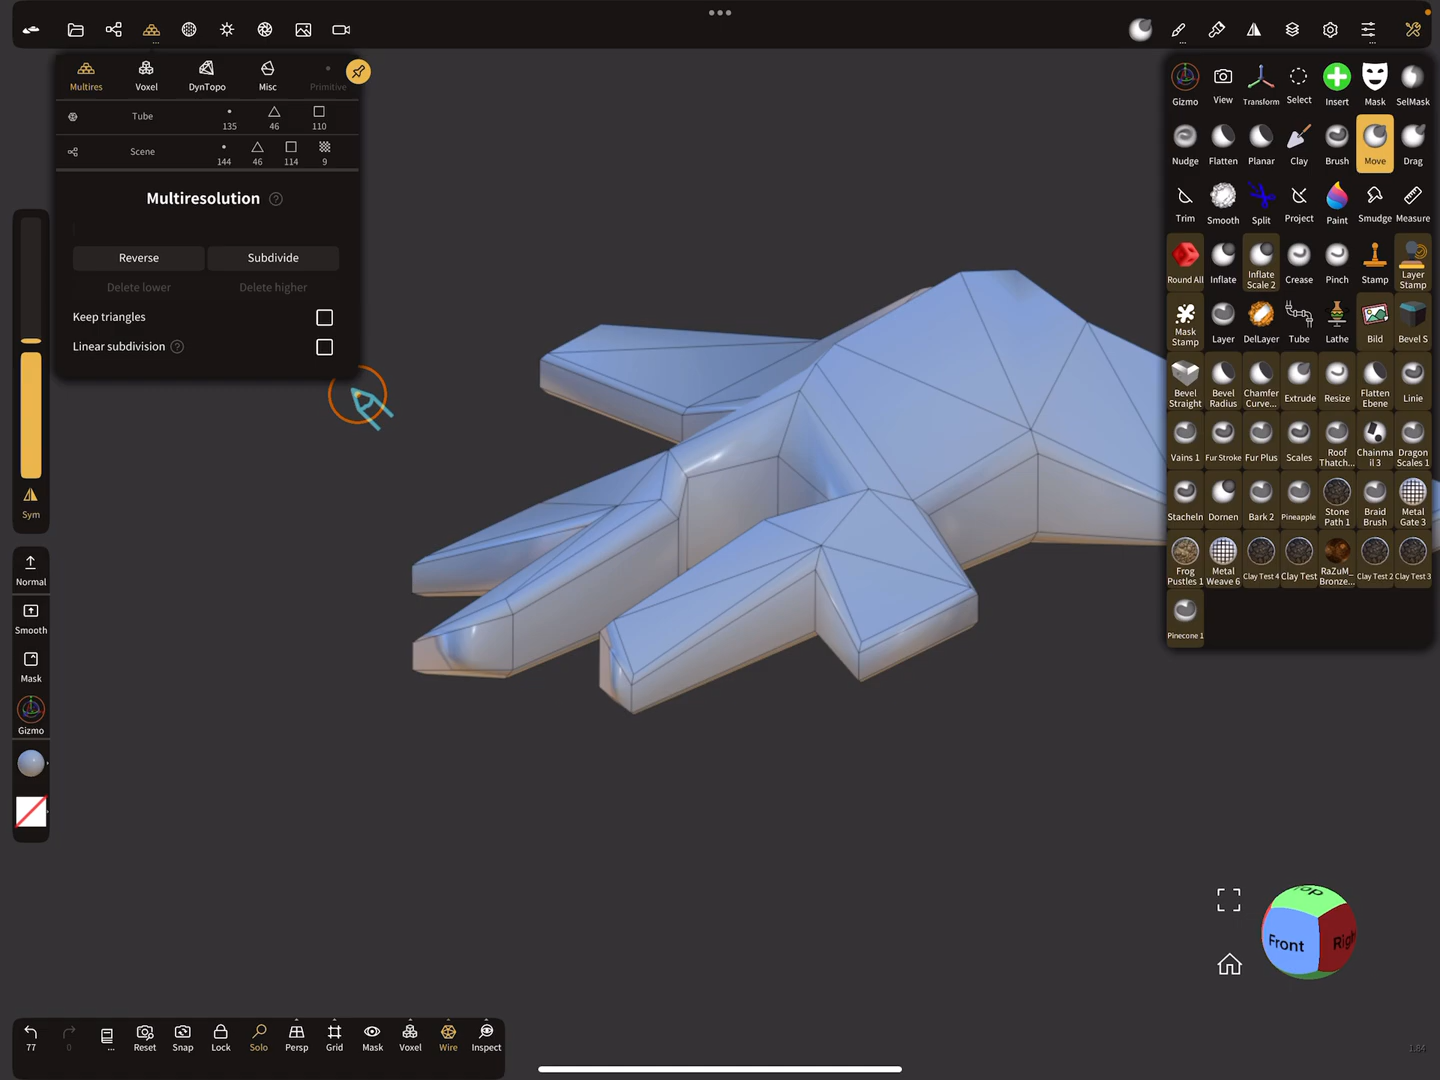 Multires Voxel DynTopo Misc Primitive
Tube 135 46 110
Scene 144 46 114 9
Multiresolution ?
Reverse Subdivide
Delete lower Delete higher
Keep triangles
Linear subdivision ?
Sym
Normal
Smooth
Mask
Gizmo
Gizmo View Transform Select Insert Mask SelMask
Nudge Flatten Planar Clay Brush Move Drag
Trim Smooth Split Project Paint Smudge Measure
Round All Inflate Inflate Scale 2 Crease Pinch Stamp Layer Stamp
Mask Stamp Layer DelLayer Tube Lathe Bild Bevel S
Bevel Straight Bevel Radius Chamfer Curve... Extrude Resize Flatten Ebene Linie
Vains 1 Fur Stroke Fur Plus Scales Roof Thatch... Chainmail 3 Dragon Scales 1
Stacheln Dornen Bark 2 Pineapple Stone Path 1 Braid Brush Metal Gate 3
Frog Pustles 1 Metal Weave 6 Clay Test 4 Clay Test RaZuM_Bronze... Clay Test 2 Clay Test 3
Pinecone 1
Top
Front Righ
77 0 ... Reset Snap Lock Solo Persp Grid Mask Voxel Wire Inspect
1.84